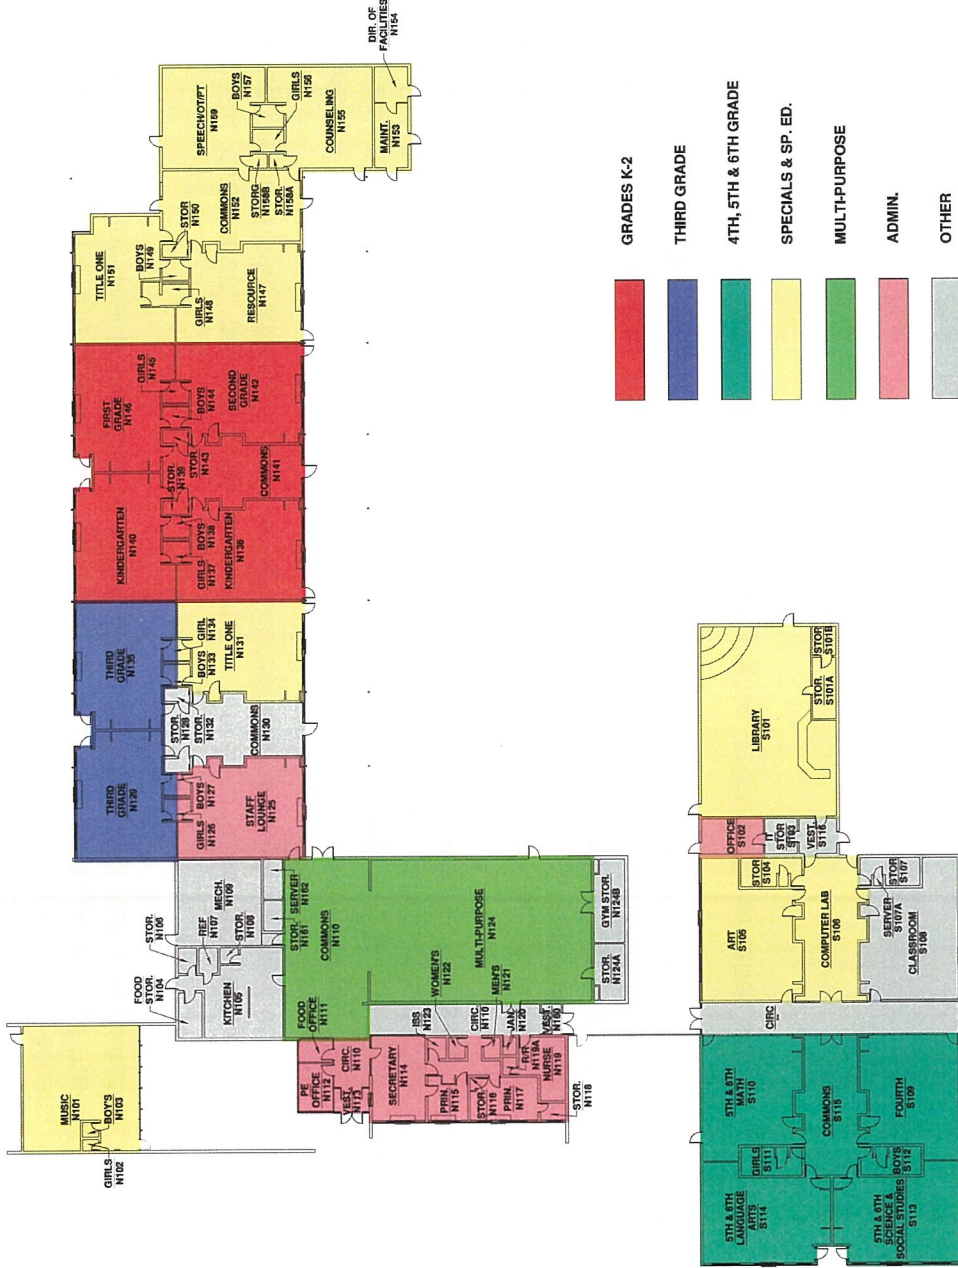 DIR. OF
FACILITIES
N154
SPEECH/OT/PT
N159
BOYS
N157
GIRLS
N156
COUNSELING
N155
MAINT.
N153
STORG
N158B
STOR.
N158A
COMMONS
N152
STOR
N150
TITLE ONE
N151
BOYS
N149
GIRLS
N148
RESOURCE
N147
FIRST
GRADE
N146
GIRLS
N145
BOYS
N144
SECOND
GRADE
N142
STOR.
N143
STOR.
N139
COMMONS
N141
KINDERGARTEN
N140
BOYS
N138
GIRLS
N137
KINDERGARTEN
N136
THIRD
GRADE
N135
GIRL
N134
BOYS
N133
TITLE ONE
N131
STOR.
N128
STOR.
N132
COMMONS
N130
THIRD
GRADE
N129
BOYS
N127
GIRLS
N126
STAFF
LOUNGE
N125
MECH.
N109
SERVER
N162
STOR.
N161
STOR.
N106
REF
N107
STOR.
N108
FOOD
STOR.
N104
KITCHEN
N105
COMMONS
N110
MULTI-PURPOSE
N124
GYM STOR.
N124B
STOR.
N124A
WOMEN'S
N122
MEN'S
N121
FOOD
OFFICE
N111
ISS
N123
CIRC.
N110
JAN.
N120
VEST.
N160
CIRC.
N110
PE
OFFICE
N112
VEST.
N113
SECRETARY
N114
PRIN.
N115
STOR.
N116
PRIN.
N117
R/R
N119A
NURSE
N119
STOR.
N118
MUSIC
N101
BOY'S
N103
GIRLS
N102
LIBRARY
S101
STOR
S101B
STOR.
S101A
OFFICE
S102
IT
STOR
S103
VEST.
S116
STOR
S104
ART
S105
COMPUTER LAB
S106
STOR
S107
SERVER
S107A
CLASSROOM
S108
CIRC
5TH & 6TH
MATH
S110
COMMONS
S115
FOURTH
S109
GIRLS
S111
BOYS
S112
5TH & 6TH
LANGUAGE
ARTS
S114
5TH & 6TH
SCIENCE &
SOCIAL STUDIES
S113
GRADES K-2
THIRD GRADE
4TH, 5TH & 6TH GRADE
SPECIALS & SP. ED.
MULTI-PURPOSE
ADMIN.
OTHER